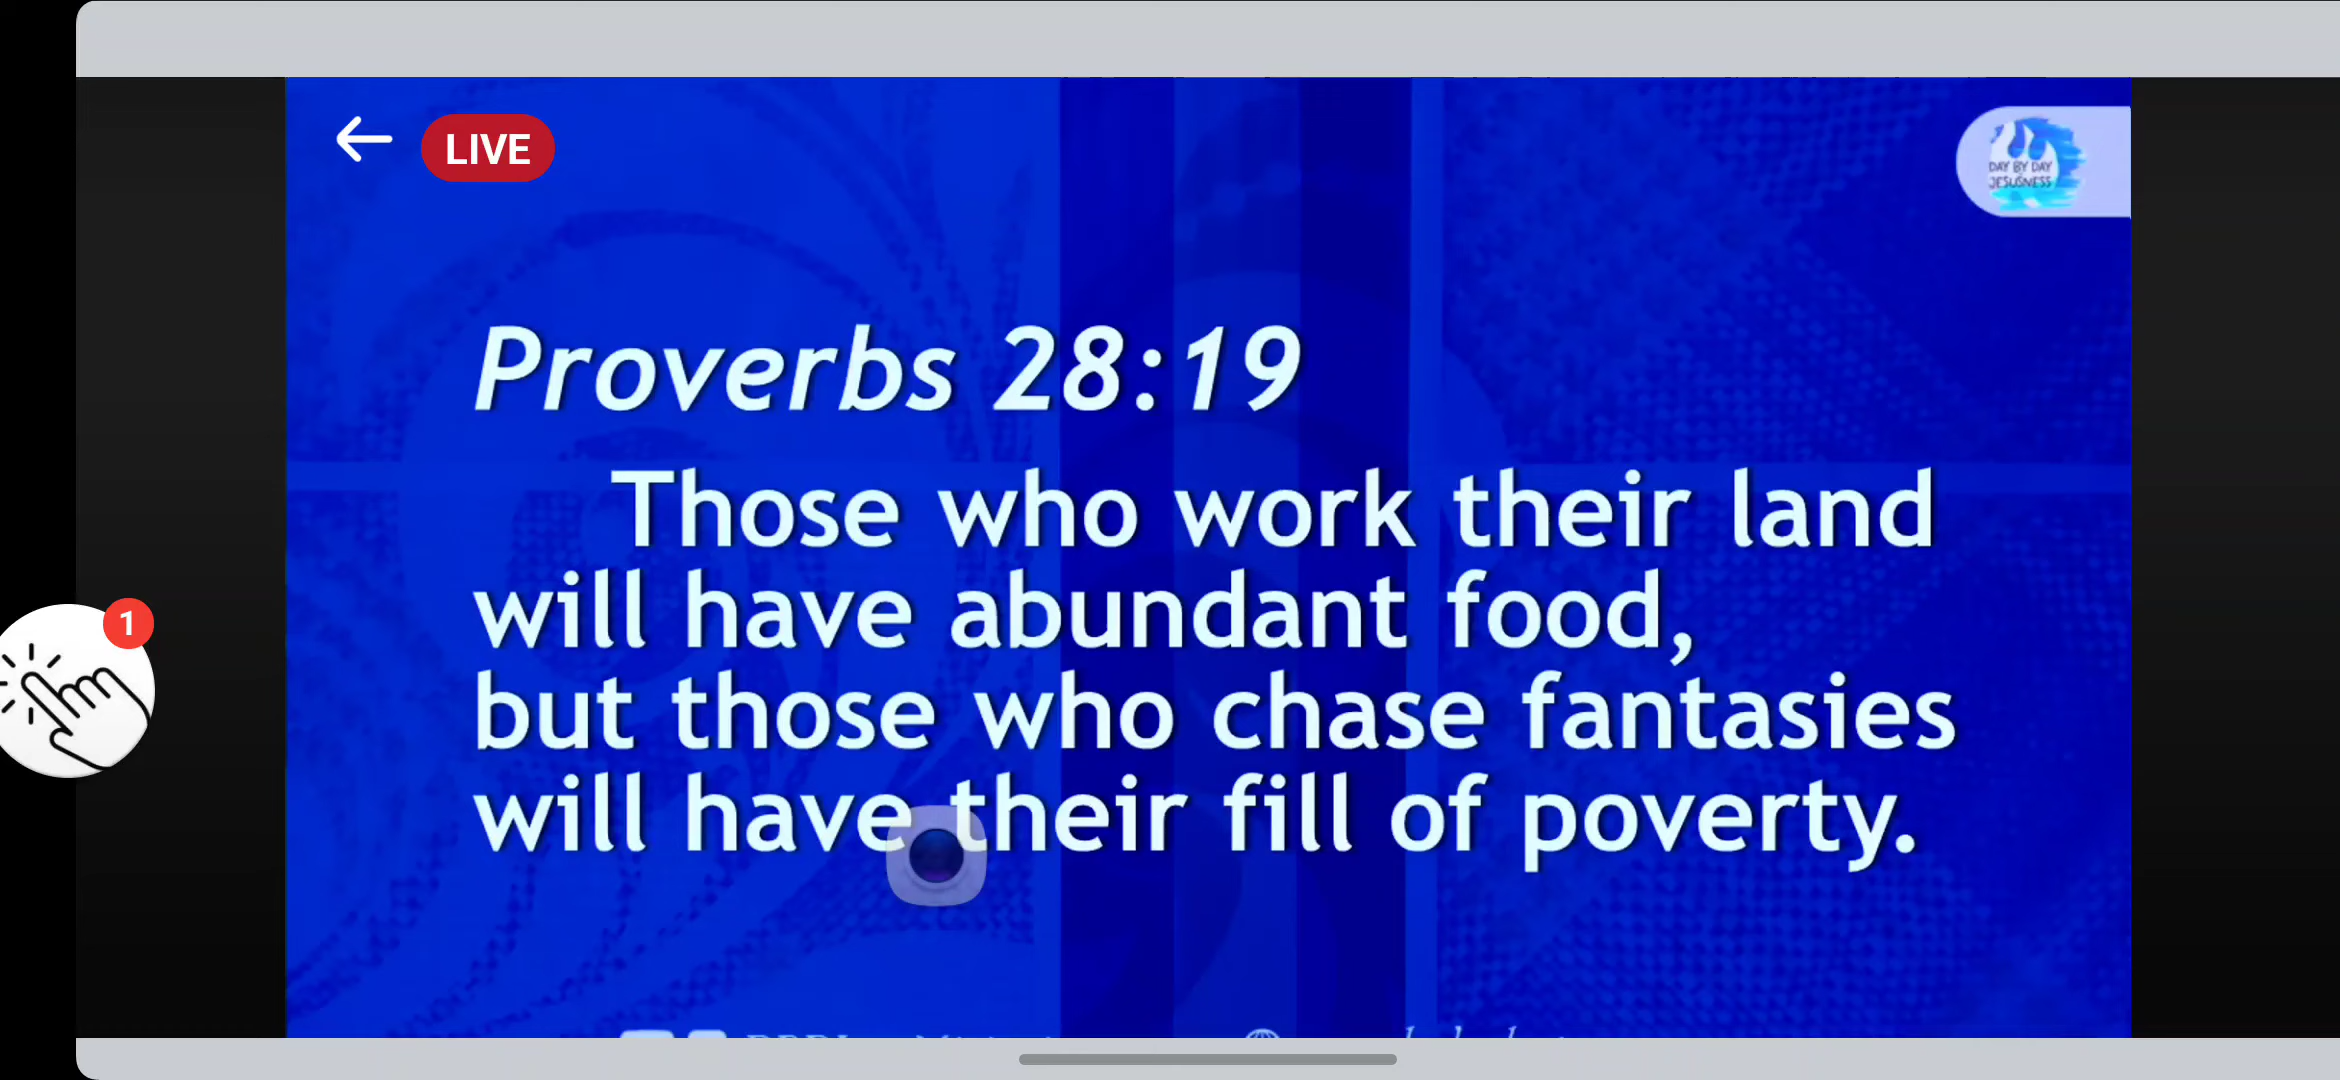 LIVE
DAY BY DAY
JESUSNESS
Proverbs 28:19
Those who work their land
will have abundant food,
but those who chase fantasies
will have their fill of poverty.
1